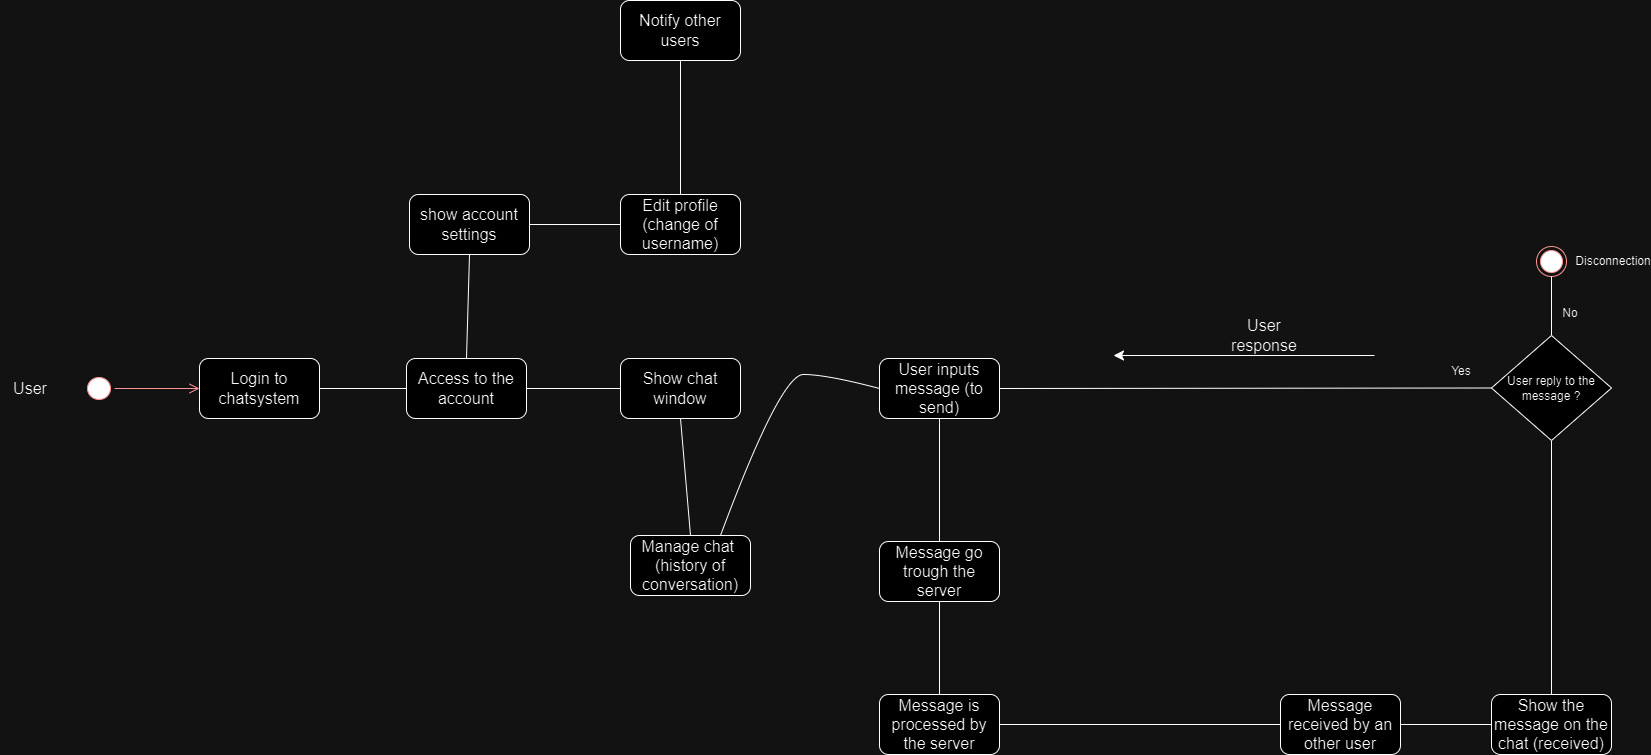 Notify other
users
show account
settings
Edit profile
(change of
username)
Disconnection
No
User
response
User
Login to
chatsystem
Access to the
account
Show chat
window
User inputs
message (to
send)
Yes
User reply to the
message ?
Manage chat
(history of
conversation)
Message go
trough the
server
Message is
processed by
the server
Message
received by an
other user
Show the
message on the
chat (received)